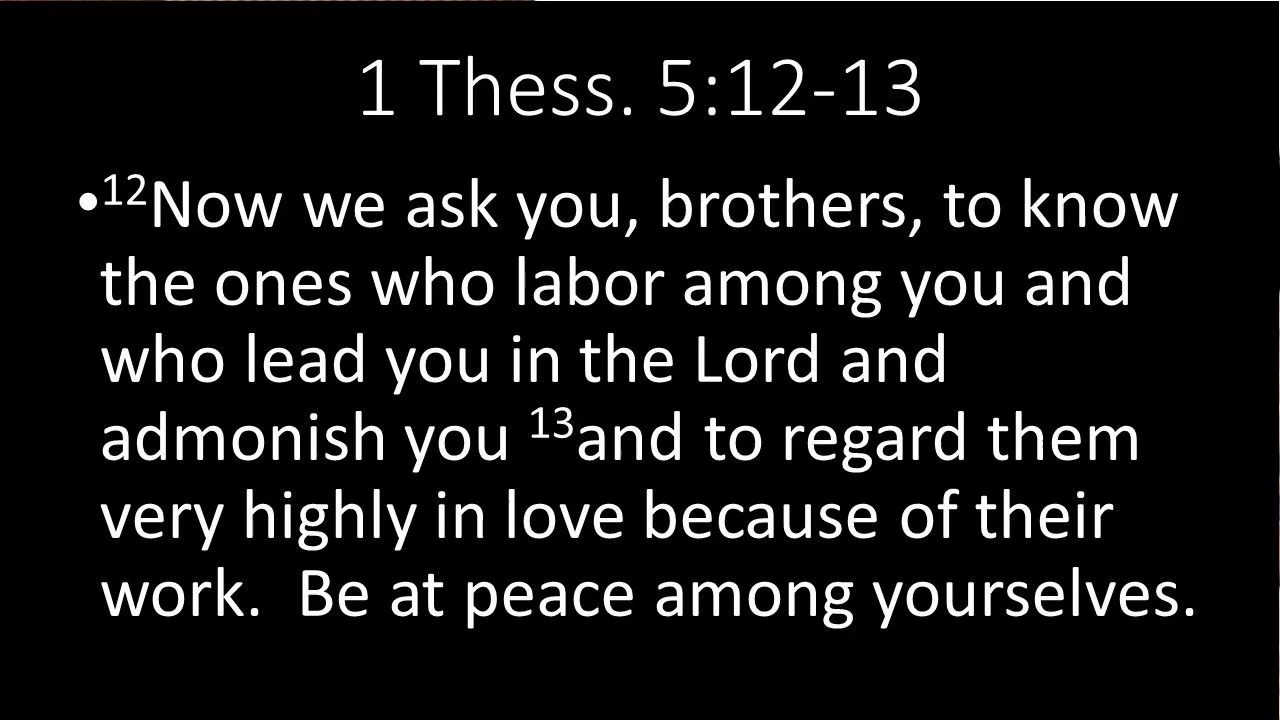 1 Thess. 5:12-13
•¹²Now we ask you, brothers, to know
the ones who labor among you and
who lead you in the Lord and
admonish you ¹³and to regard them
very highly in love because of their
work.  Be at peace among yourselves.